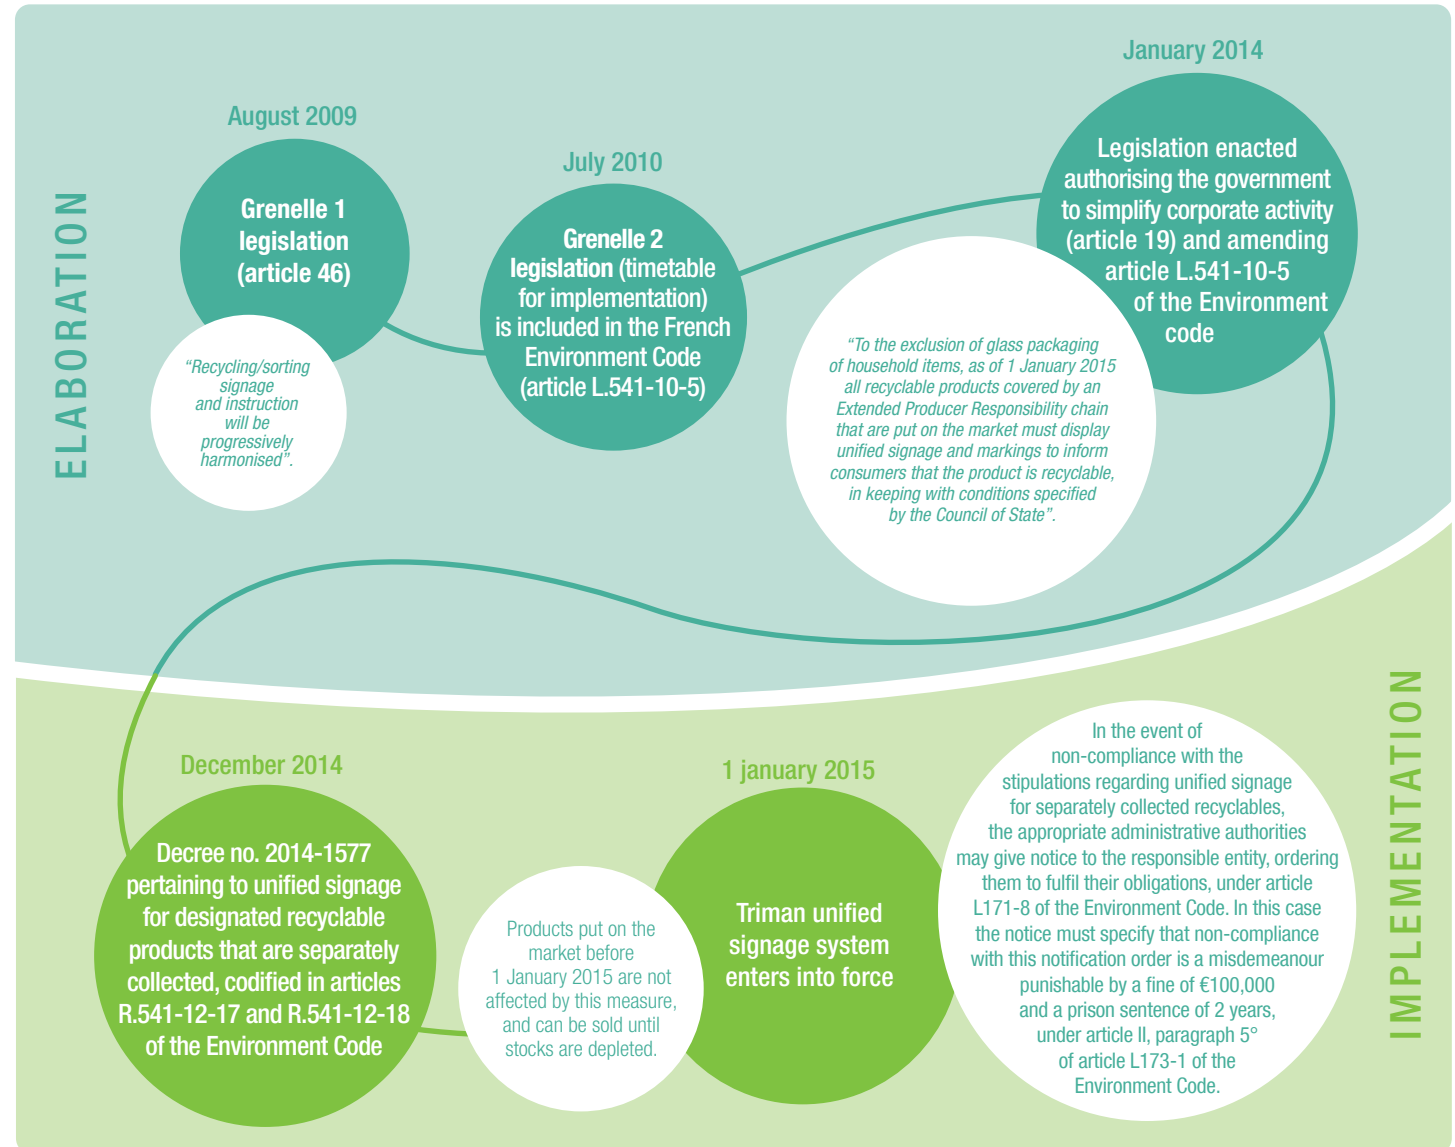 ELABORATION
August 2009
Grenelle 1
legislation
(article 46)
“Recycling/sorting
signage
and instruction
will be
progressively
harmonised”.
July 2010
Grenelle 2
legislation (timetable
for implementation)
is included in the French
Environment Code
(article L.541-10-5)
January 2014
Legislation enacted
authorising the government
to simplify corporate activity
(article 19) and amending
article L.541-10-5
of the Environment
code
“To the exclusion of glass packaging
of household items, as of 1 January 2015
all recyclable products covered by an
Extended Producer Responsibility chain
that are put on the market must display
unified signage and markings to inform
consumers that the product is recyclable,
in keeping with conditions specified
by the Council of State”.
IMPLEMENTATION
December 2014
Decree no. 2014-1577
pertaining to unified signage
for designated recyclable
products that are separately
collected, codified in articles
R.541-12-17 and R.541-12-18
of the Environment Code
Products put on the
market before
1 January 2015 are not
affected by this measure,
and can be sold until
stocks are depleted.
1 january 2015
Triman unified
signage system
enters into force
In the event of
non-compliance with the
stipulations regarding unified signage
for separately collected recyclables,
the appropriate administrative authorities
may give notice to the responsible entity, ordering
them to fulfil their obligations, under article
L171-8 of the Environment Code. In this case
the notice must specify that non-compliance
with this notification order is a misdemeanour
punishable by a fine of €100,000
and a prison sentence of 2 years,
under article II, paragraph 5°
of article L173-1 of the
Environment Code.